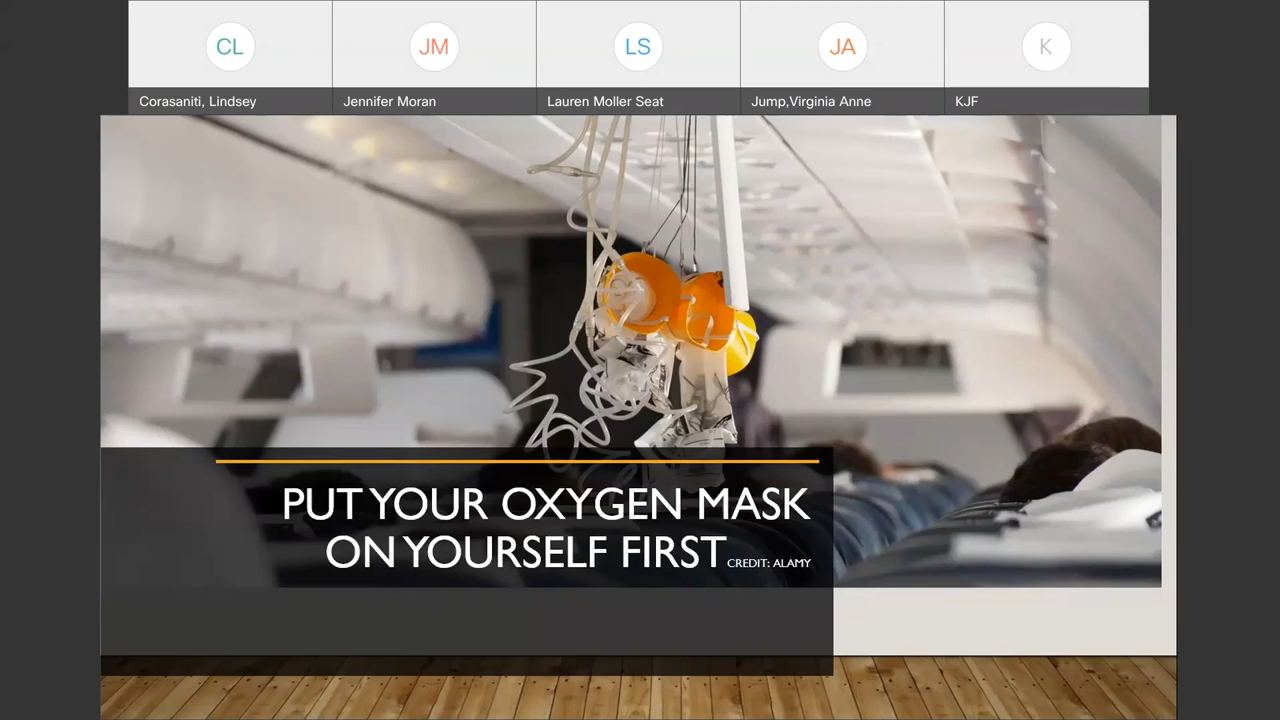 CL
JM
LS
JA
K
Corasaniti, Lindsey
Jennifer Moran
Lauren Moller Seat
Jump,Virginia Anne
KJF
PUT YOUR OXYGEN MASK
ON YOURSELF FIRST CREDIT: ALAMY